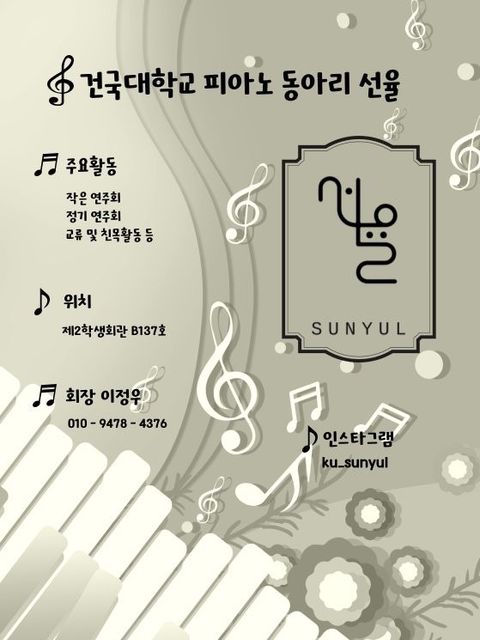 건국대학교 피아노 동아리 선율
주요활동
작은 연주회
정기 연주회
교류 및 친목활동 등
선율
SUNYUL
위치
제2학생회관 B137호
회장 이정우
010 - 9478 - 4376
인스타그램
ku_sunyul